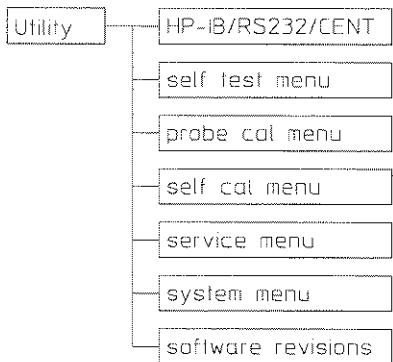 Utility
HP-IB/RS232/CENT
self test menu
probe cal menu
self cal menu
service menu
system menu
software revisions